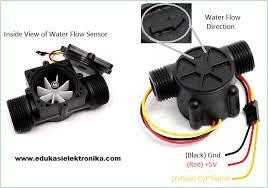 Inside View of Water Flow Sensor
Water Flow
Direction
www.edukasielektronika.com
(Black) Gnd
(Red) +5V
(Yellow) O/P Signal